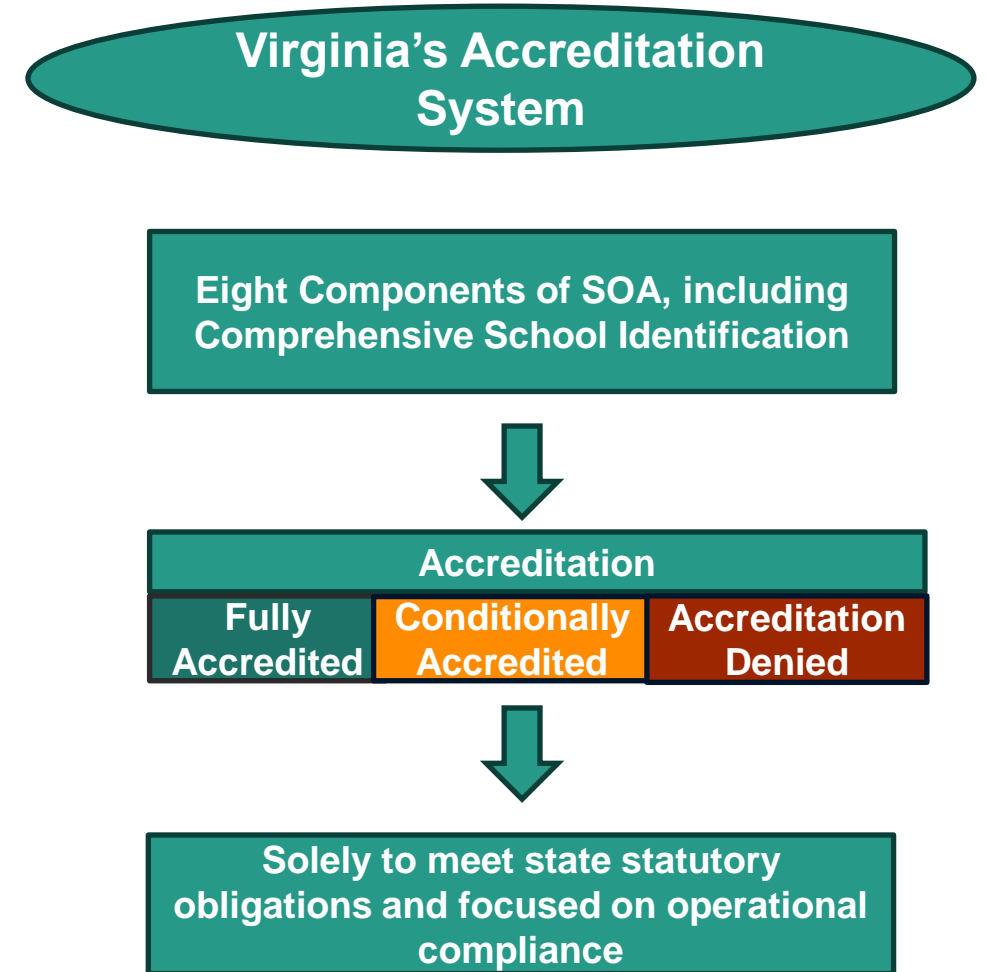 Virginia’s Accreditation
System
Eight Components of SOA, including
Comprehensive School Identification
Accreditation
Fully
Accredited
Conditionally
Accredited
Accreditation
Denied
Solely to meet state statutory
obligations and focused on operational
compliance